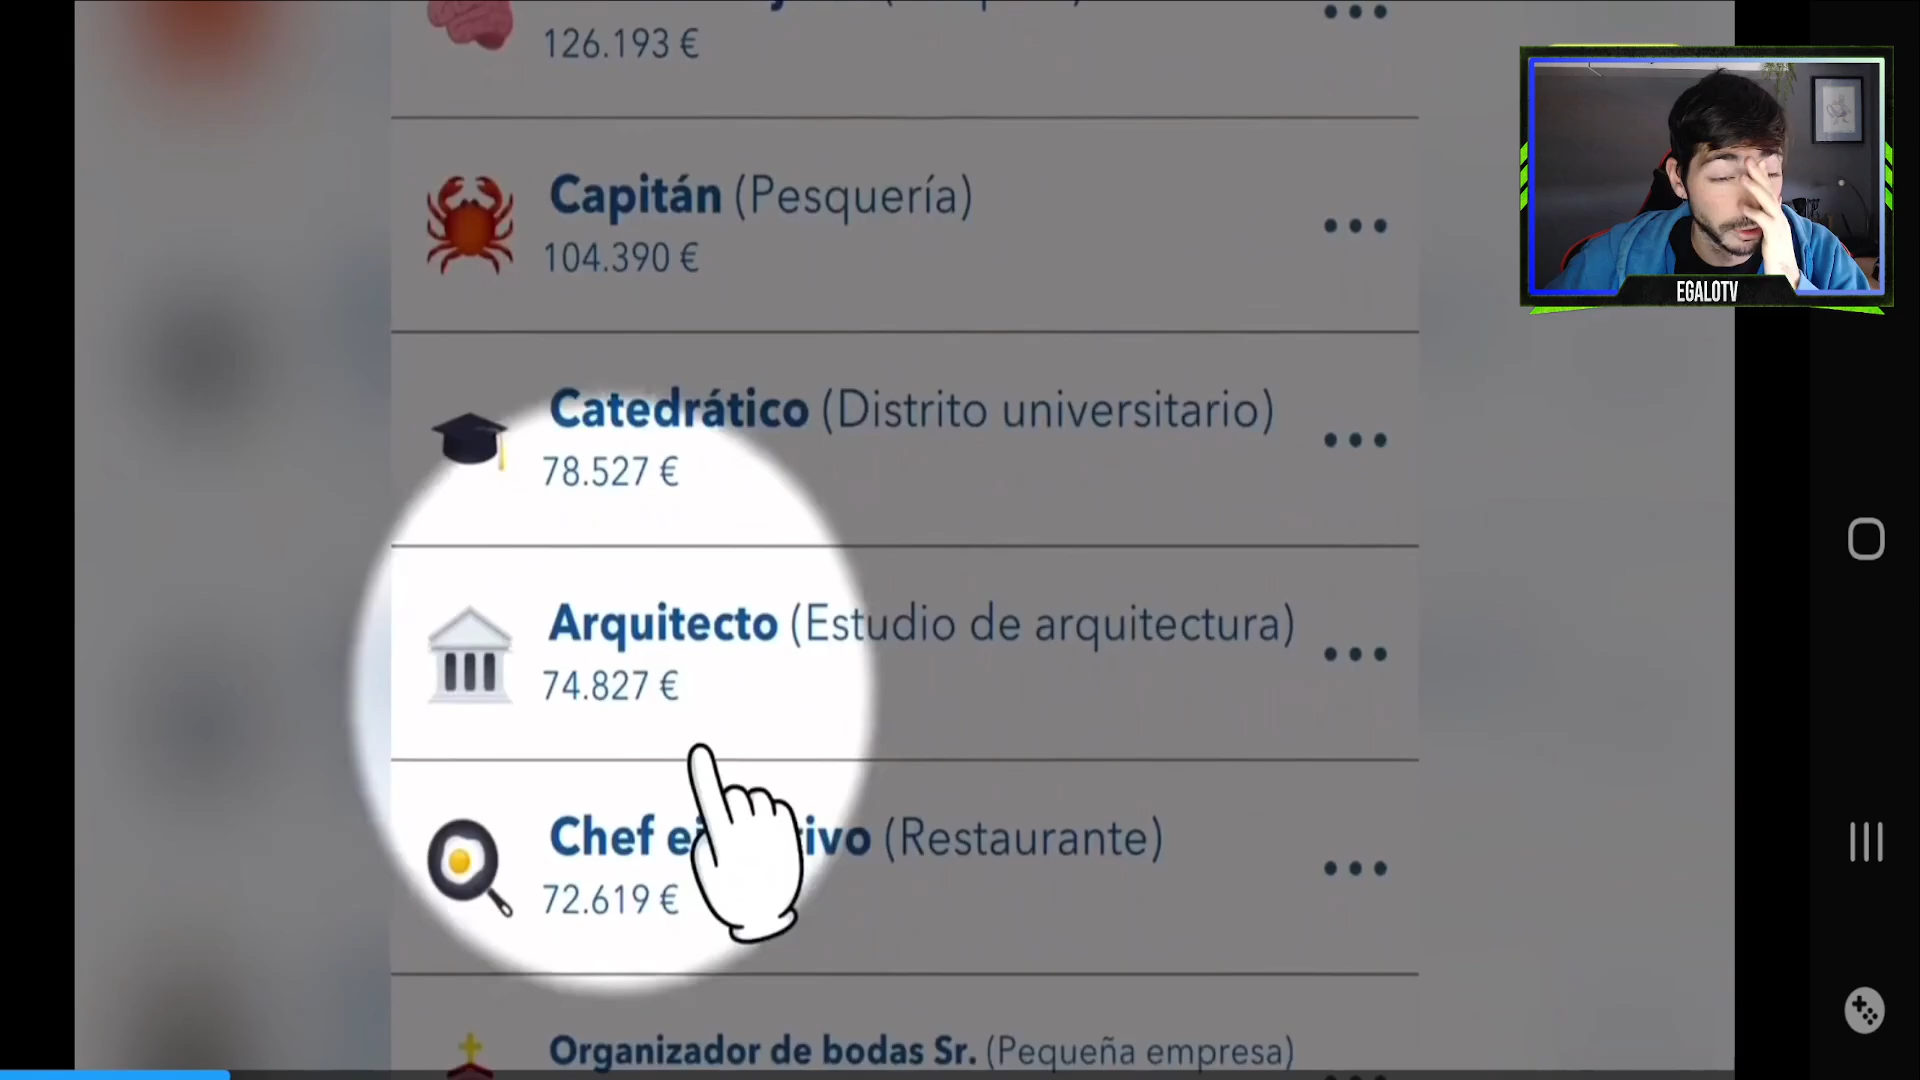 126.193 €
Capitán (Pesquería)
104.390 €
EGALOTV
Catedrático (Distrito universitario)
78.527 €
Arquitecto (Estudio de arquitectura)
74.827 €
Chef (Restaurante)
72.619 €
Organizador de bodas Sr. (Pequeña empresa)